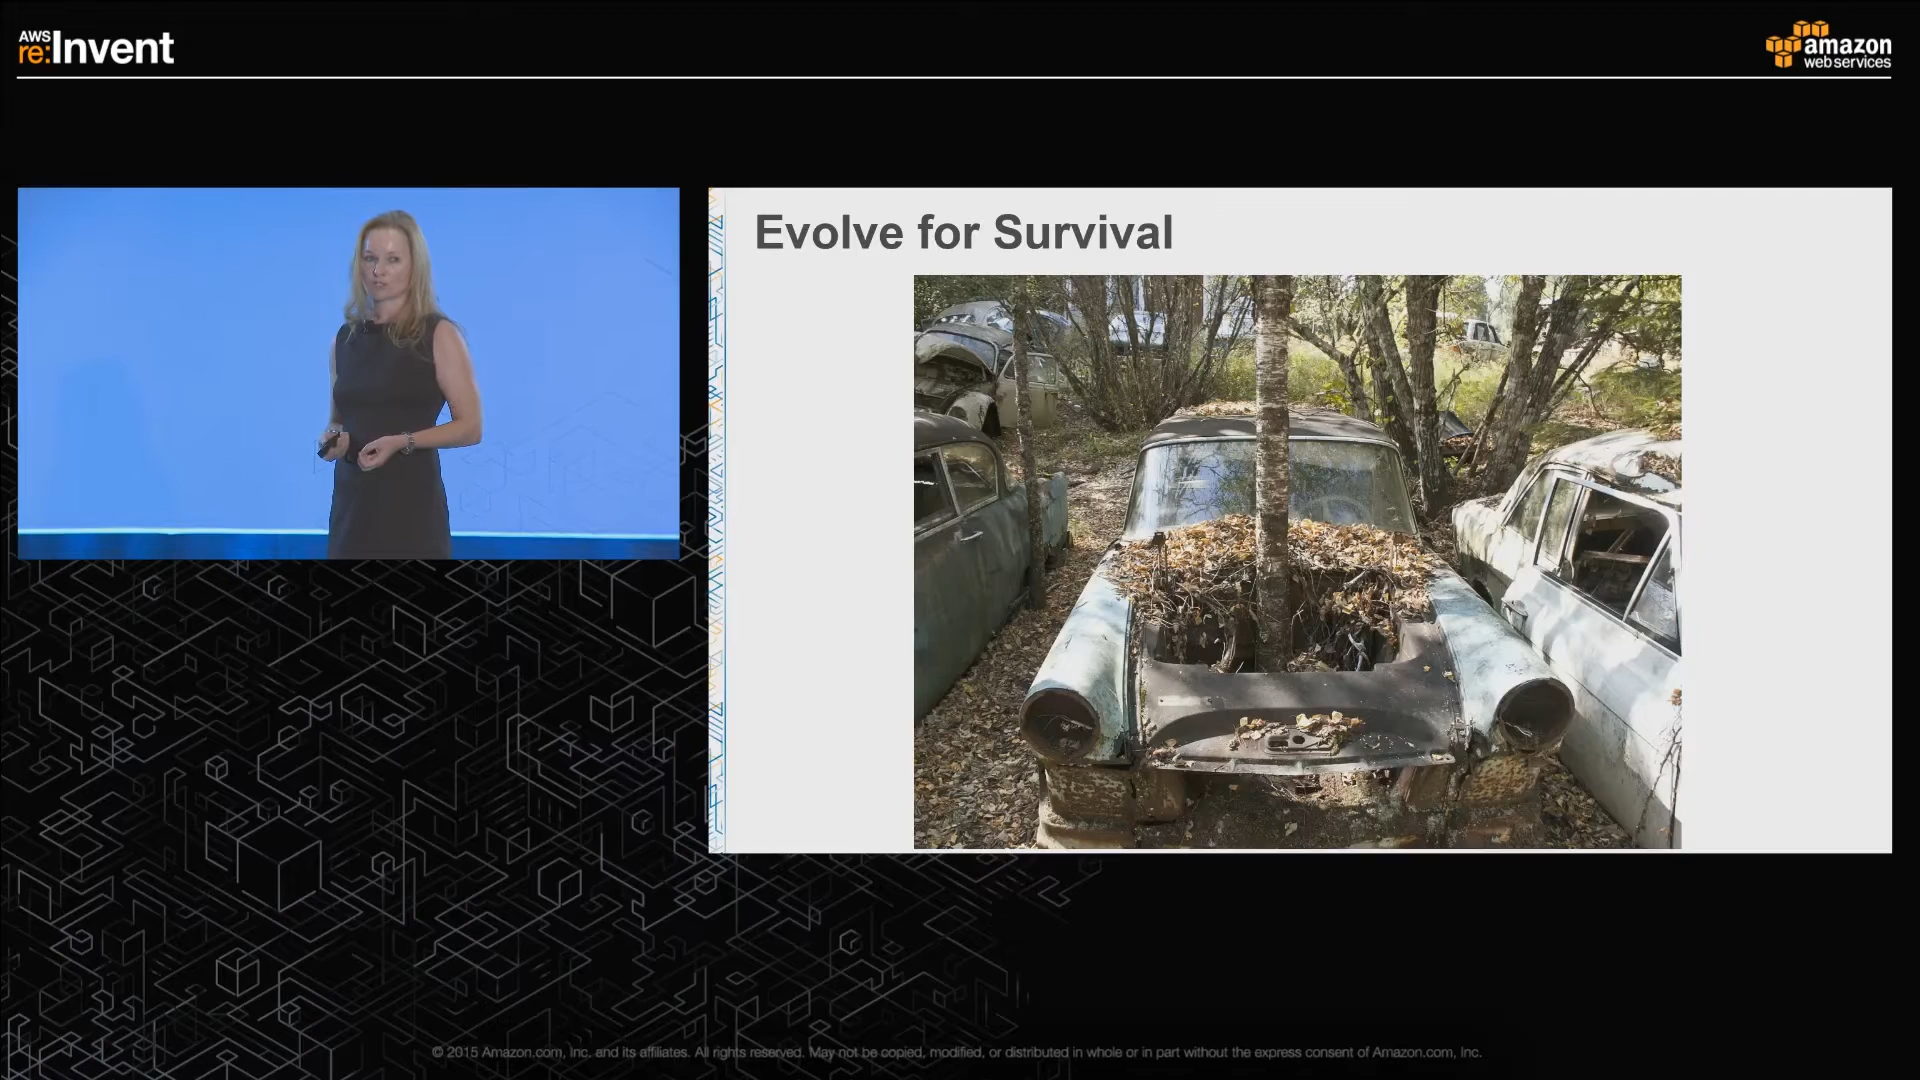 AWS
re:Invent
amazon
web services
Evolve for Survival
© 2015 Amazon.com, Inc. and its affiliates. All rights reserved. May not be copied, modified, or distributed in whole or in part without the express consent of Amazon.com, Inc.